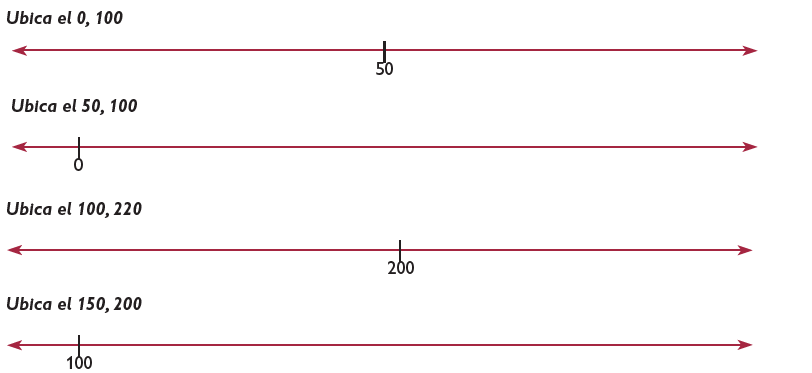 Ubica el 0, 100
50
Ubica el 50, 100
0
Ubica el 100, 220
200
Ubica el 150, 200
100